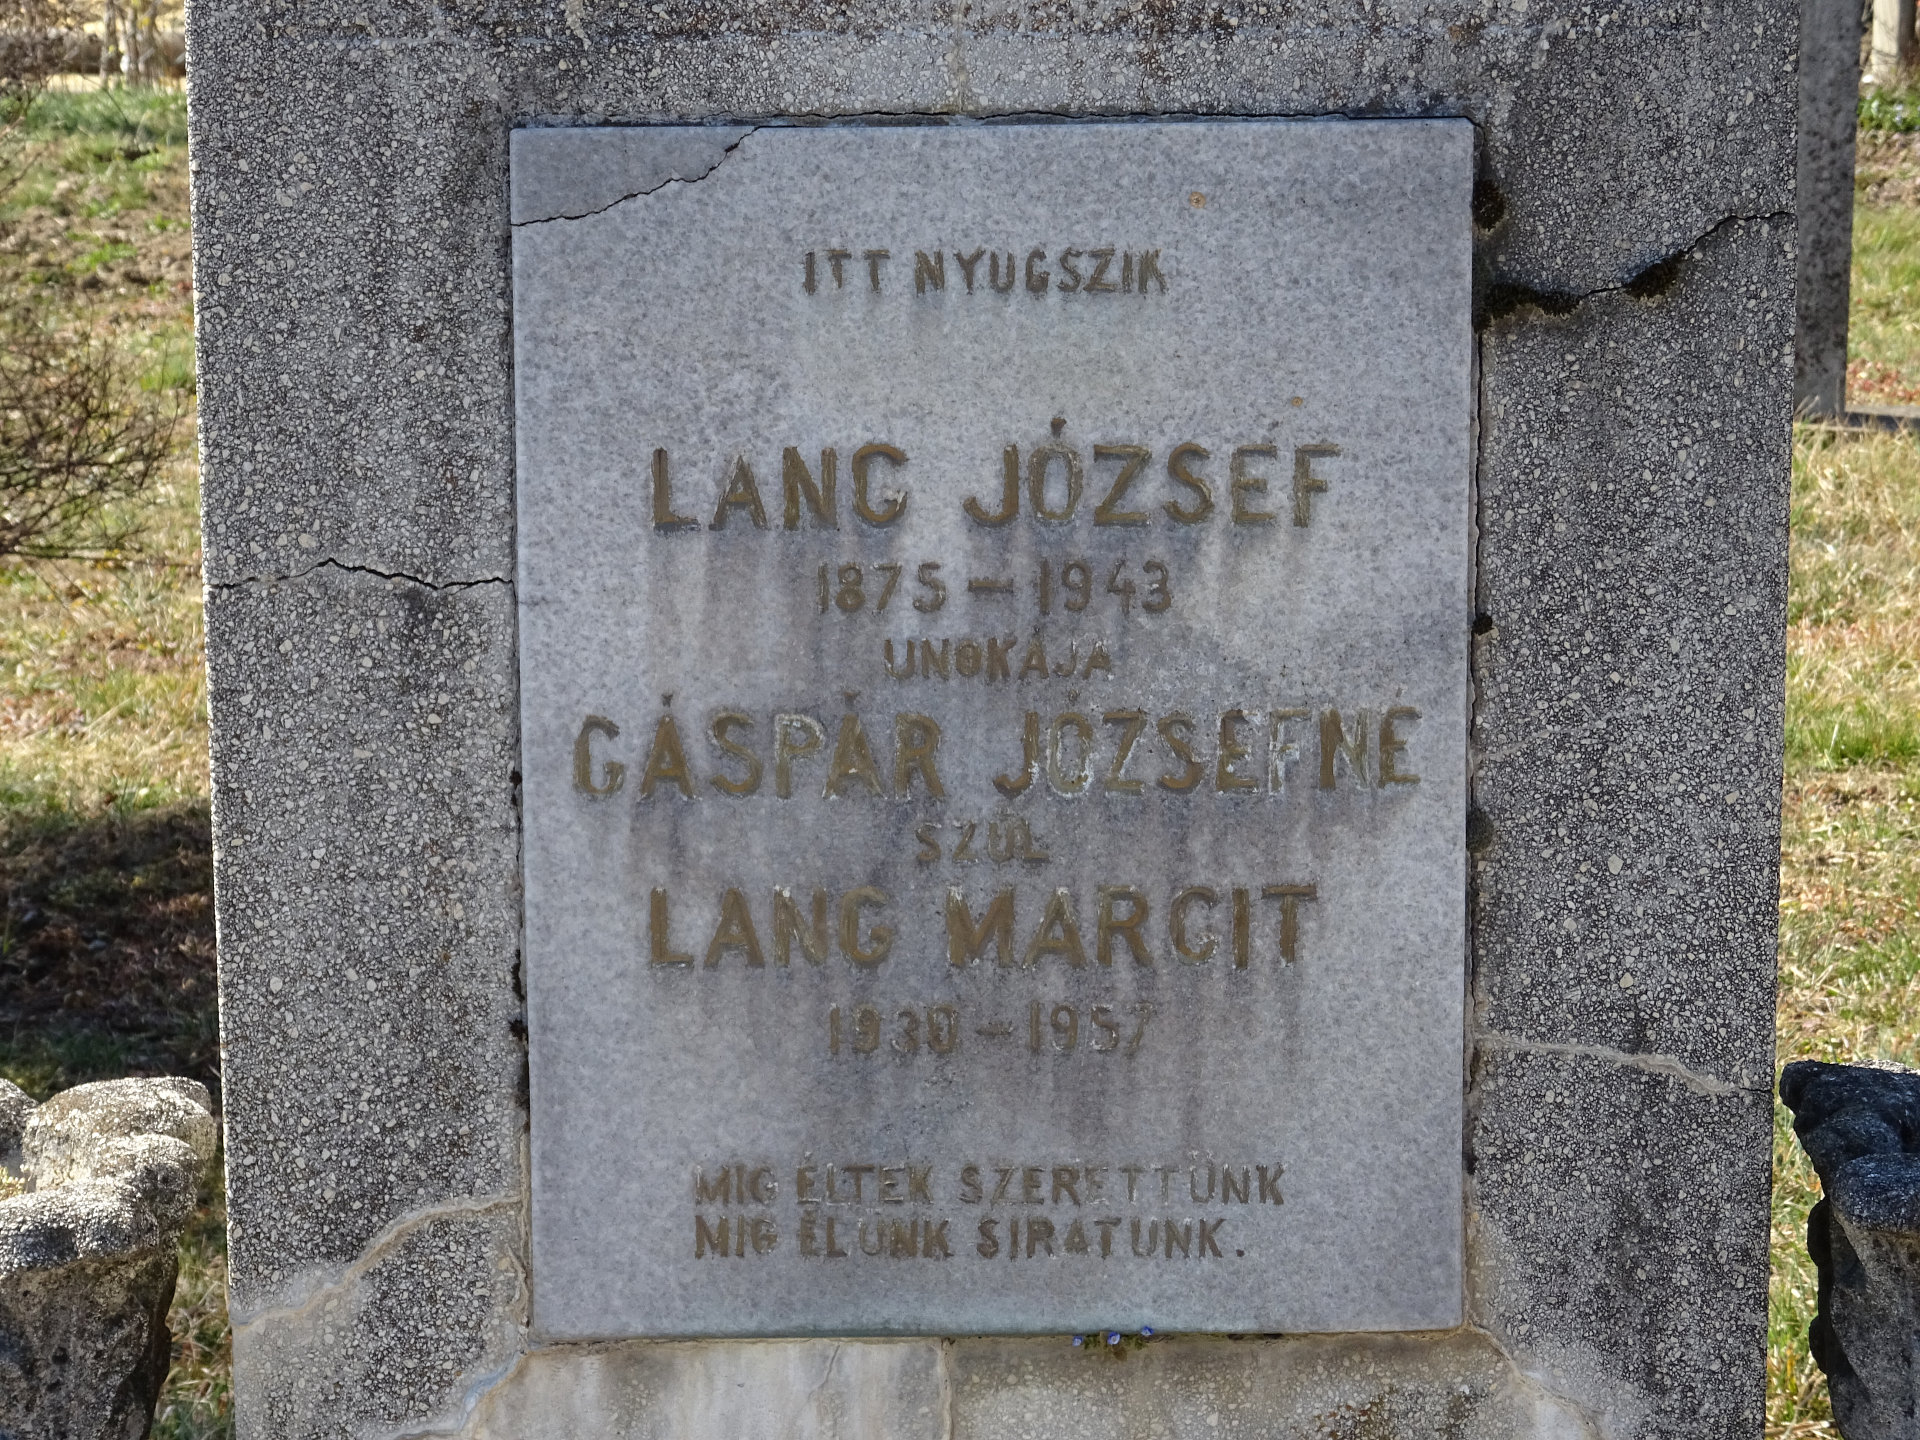 ITT NYUGSZIK
LANG JÓZSEF
1875 – 1943
UNOKÁJA
GÁSPÁR JÓZSEFNÉ
SZÜL
LANG MARGIT
1930 – 1957
MIG ÉLTEK SZERETTÜNK
MIG ÉLÜNK SIRATUNK.